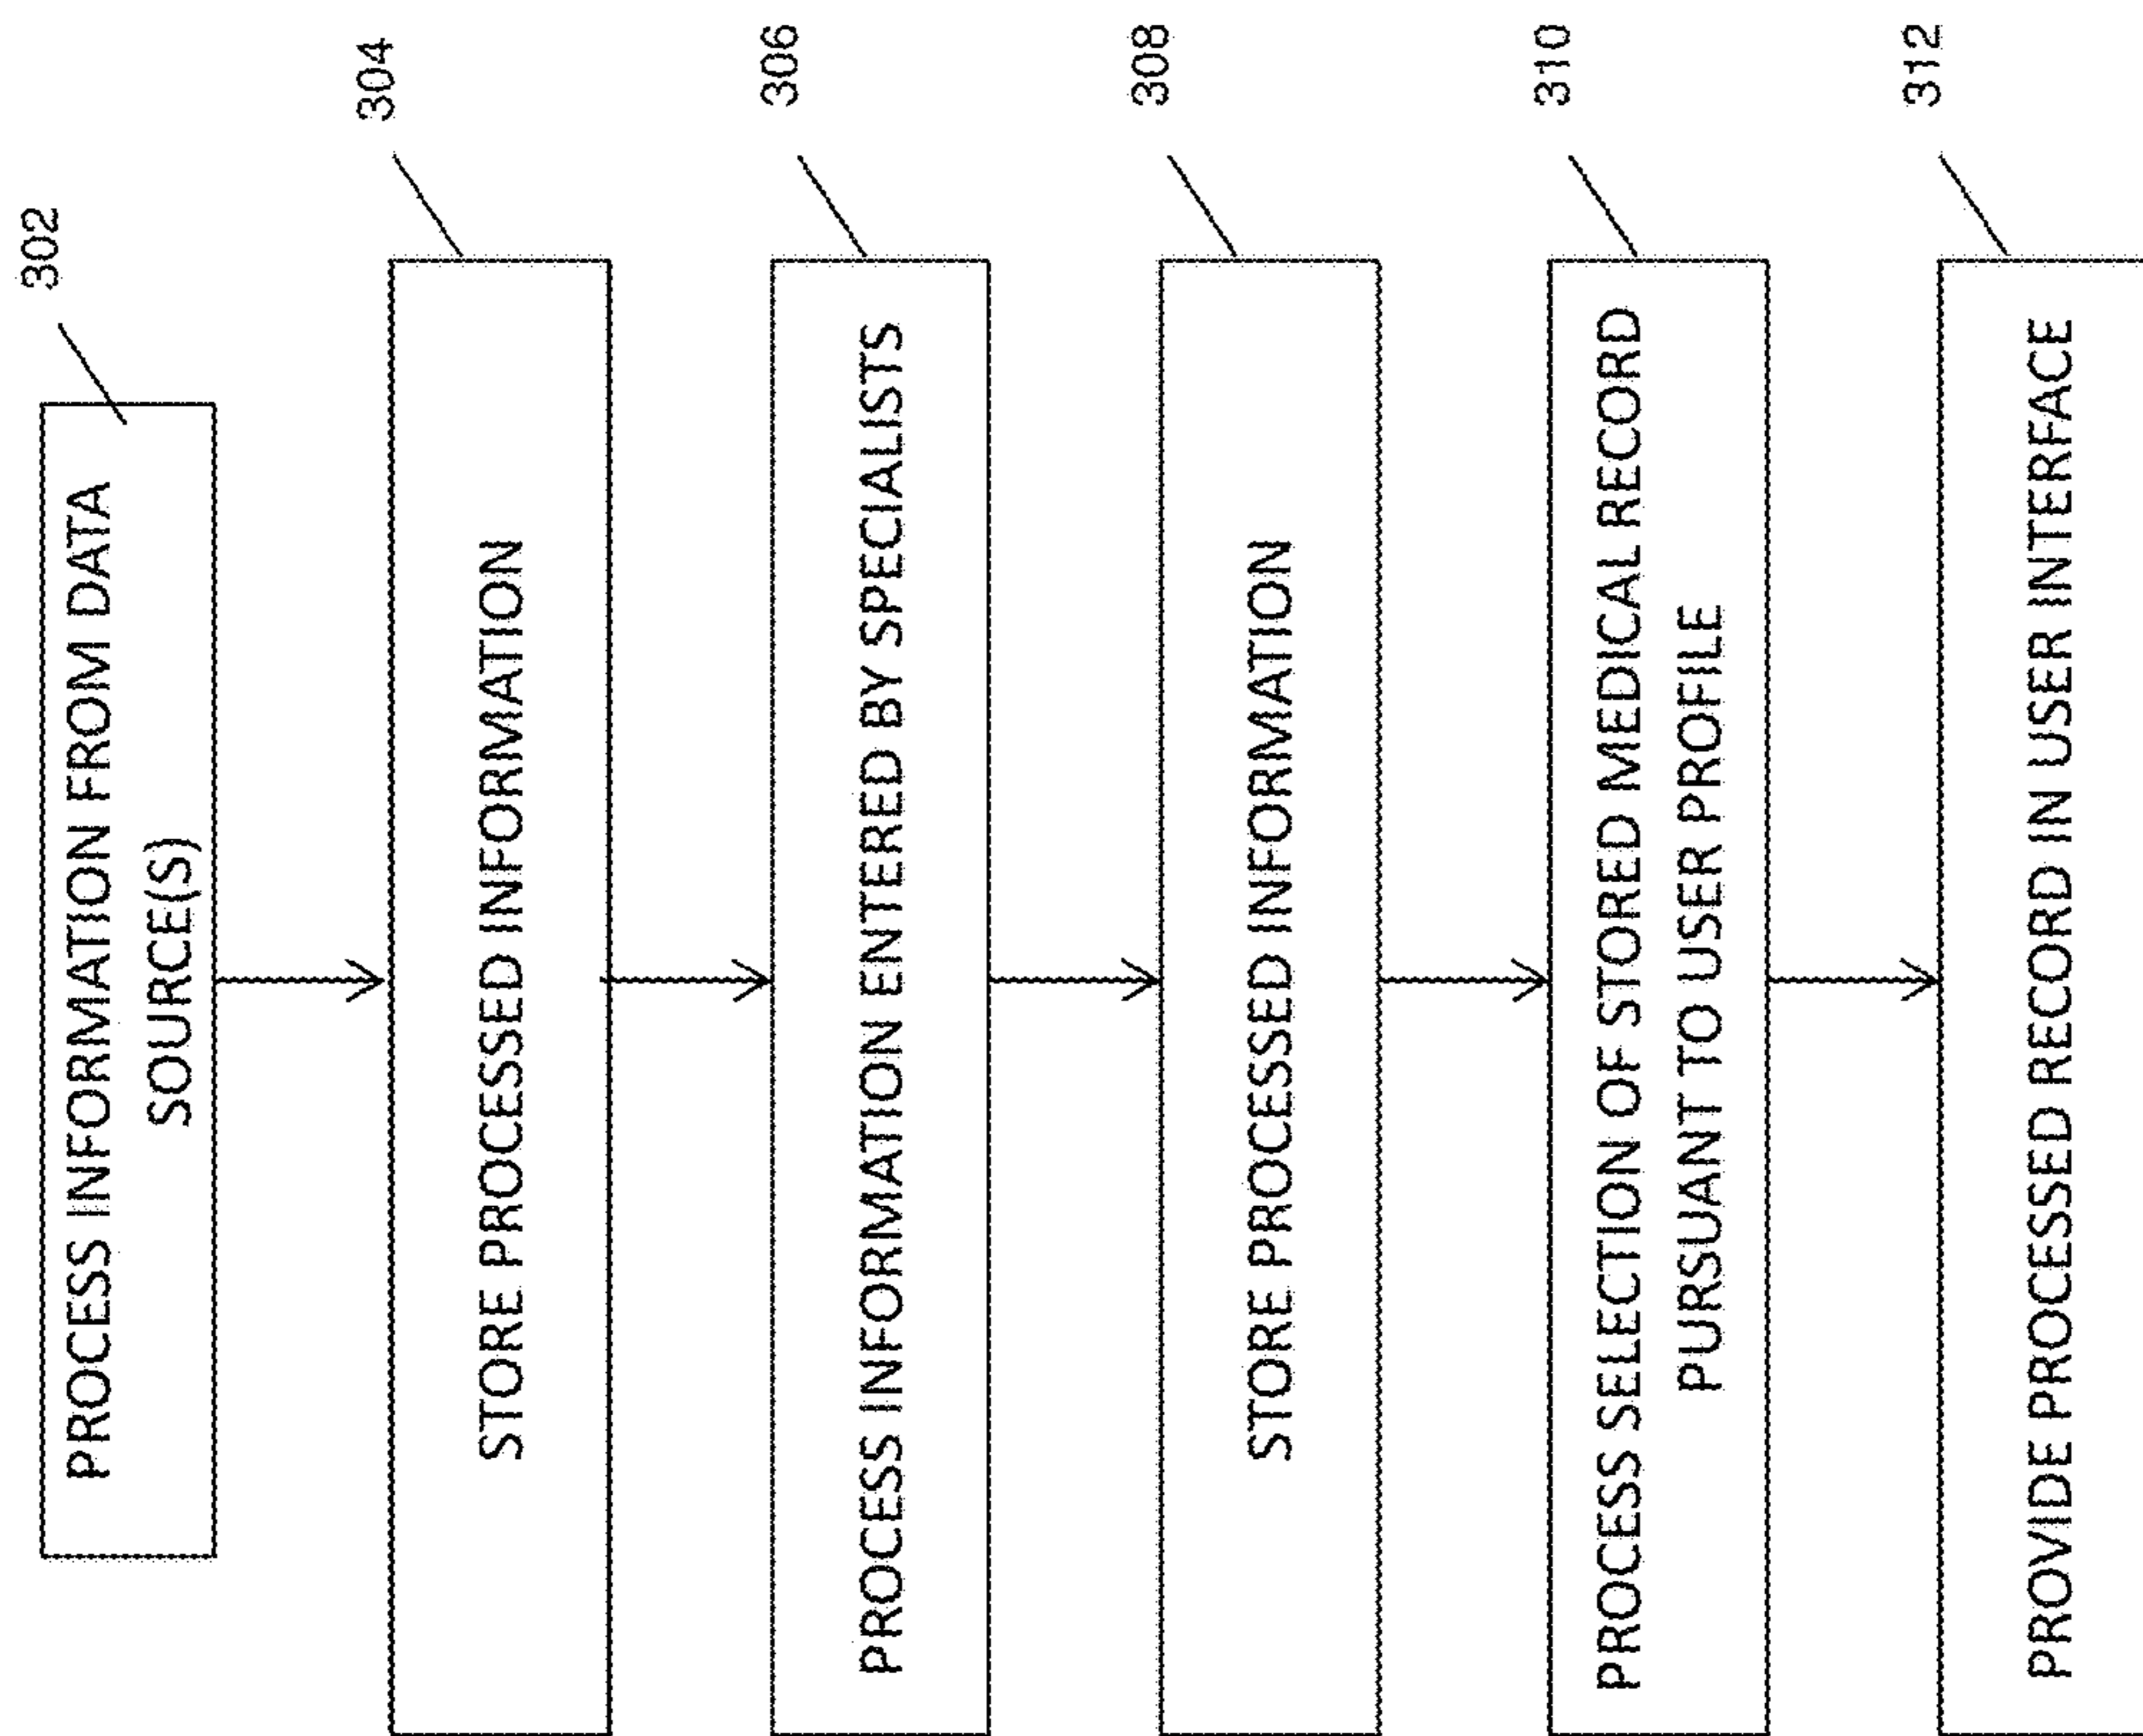 302
PROCESS INFORMATION FROM DATA
SOURCE(S)
304
STORE PROCESSED INFORMATION
306
PROCESS INFORMATION ENTERED BY SPECIALISTS
308
STORE PROCESSED INFORMATION
310
PROCESS SELECTION OF STORED MEDICAL RECORD
PURSUANT TO USER PROFILE
312
PROVIDE PROCESSED RECORD IN USER INTERFACE